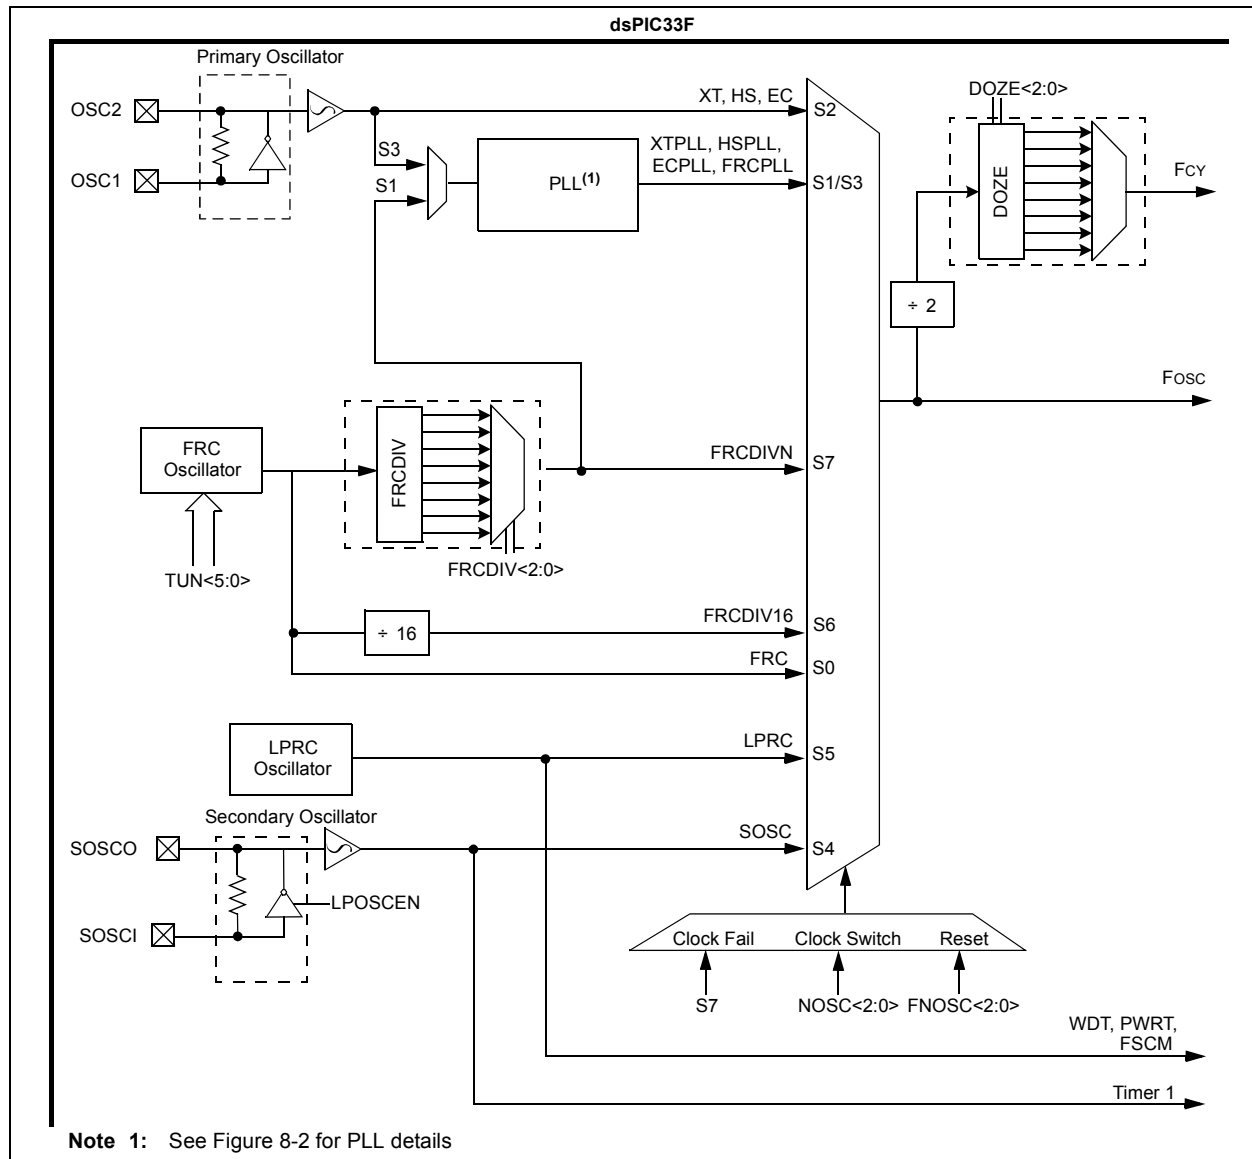 dsPIC33F
Primary Oscillator
DOZE<2:0>
OSC2
XT, HS, EC
S2
S3
XTPLL, HSPLL,
ECPLL, FRCPLL
PLL(1)
DOZE
FCY
OSC1
S1
S1/S3
÷ 2
FOSC
FRC
Oscillator
FRCDIV
FRCDIVN
S7
TUN<5:0>
FRCDIV<2:0>
FRCDIV16
÷ 16
S6
FRC
S0
LPRC
Oscillator
LPRC
S5
Secondary Oscillator
SOSCO
SOSC
S4
LPOSCEN
SOSCI
Clock Fail
Clock Switch
Reset
S7
NOSC<2:0>
FNOSC<2:0>
WDT, PWRT,
FSCM
Timer 1
Note 1: See Figure 8-2 for PLL details